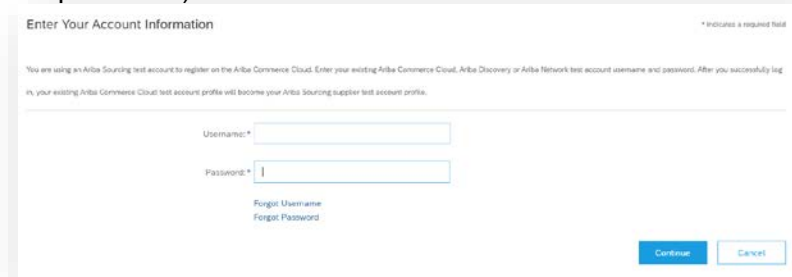 Enter Your Account Information
* Indicates a required field
You are using an Ariba Sourcing test account to register on the Ariba Commerce Cloud. Enter your existing Ariba Commerce Cloud, Ariba Discovery or Ariba Network test account username and password. After you successfully log
in, your existing Ariba Commerce Cloud test account profile will become your Ariba Sourcing supplier test account profile.
Username: *
Password: *
Forgot Username
Forgot Password
Continue Cancel